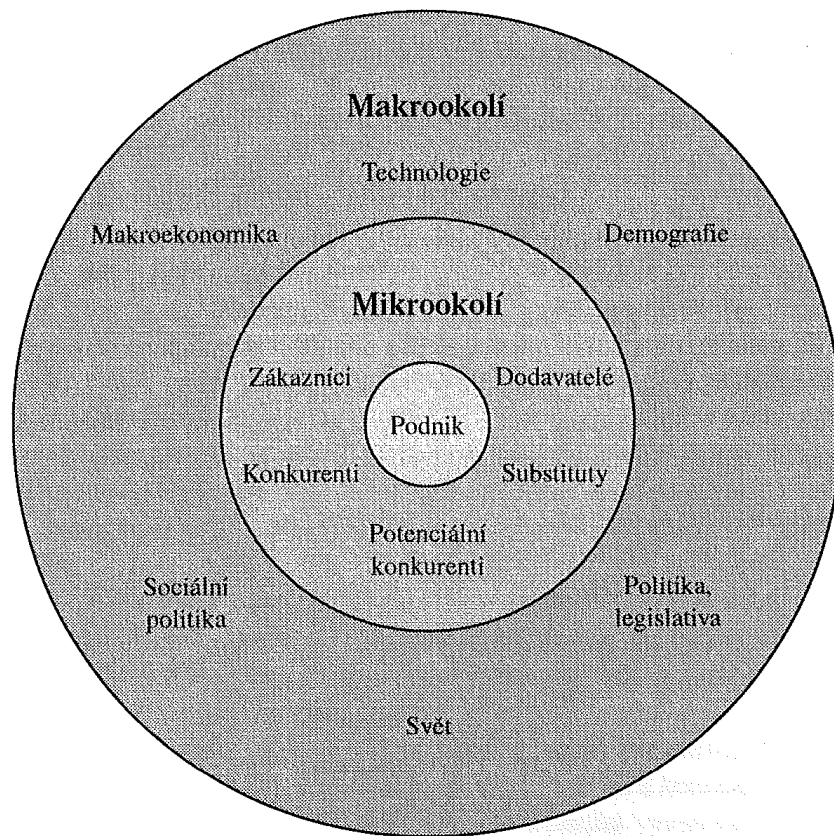 Makrookolí
Technologie
Makroekonomika
Demografie
Mikrookolí
Zákazníci
Dodavatelé
Podnik
Konkurenti
Substituty
Potenciální
konkurenti
Sociální
politika
Politika,
legislativa
Svět